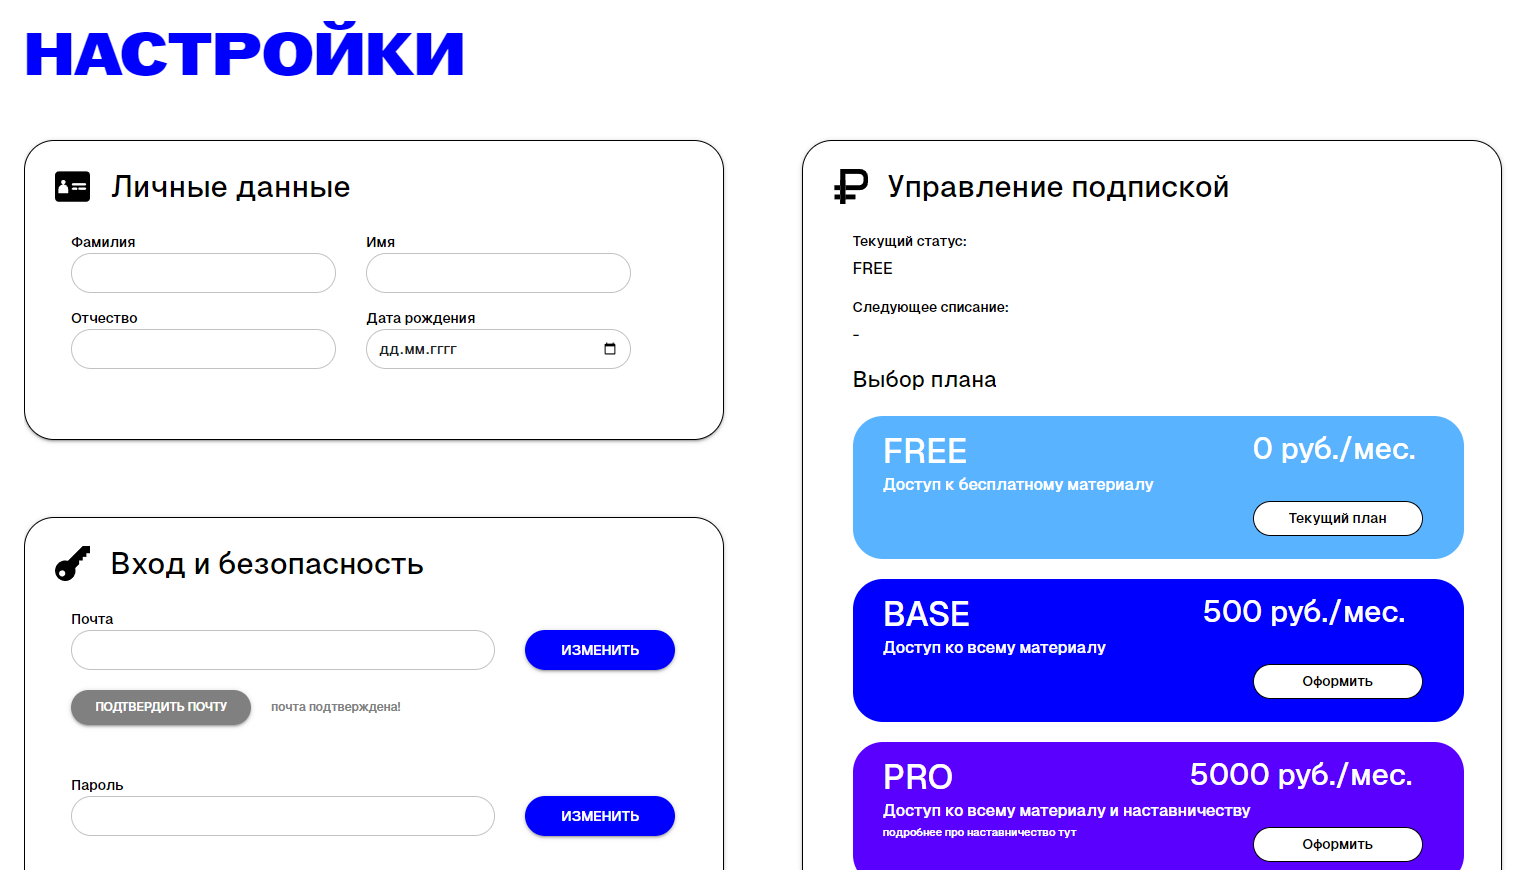 НАСТРОЙКИ
Личные данные
Фамилия
Имя
Отчество
Дата рождения
дд.мм.гггг
Вход и безопасность
Почта
ИЗМЕНИТЬ
ПОДТВЕРДИТЬ ПОЧТУ
почта подтверждена!
Пароль
ИЗМЕНИТЬ
Управление подпиской
Текущий статус:
FREE
Следующее списание:
-
Выбор плана
FREE
0 руб./мес.
Доступ к бесплатному материалу
Текущий план
BASE
500 руб./мес.
Доступ ко всему материалу
Оформить
PRO
5000 руб./мес.
Доступ ко всему материалу и наставничеству
подробнее про наставничество тут
Оформить